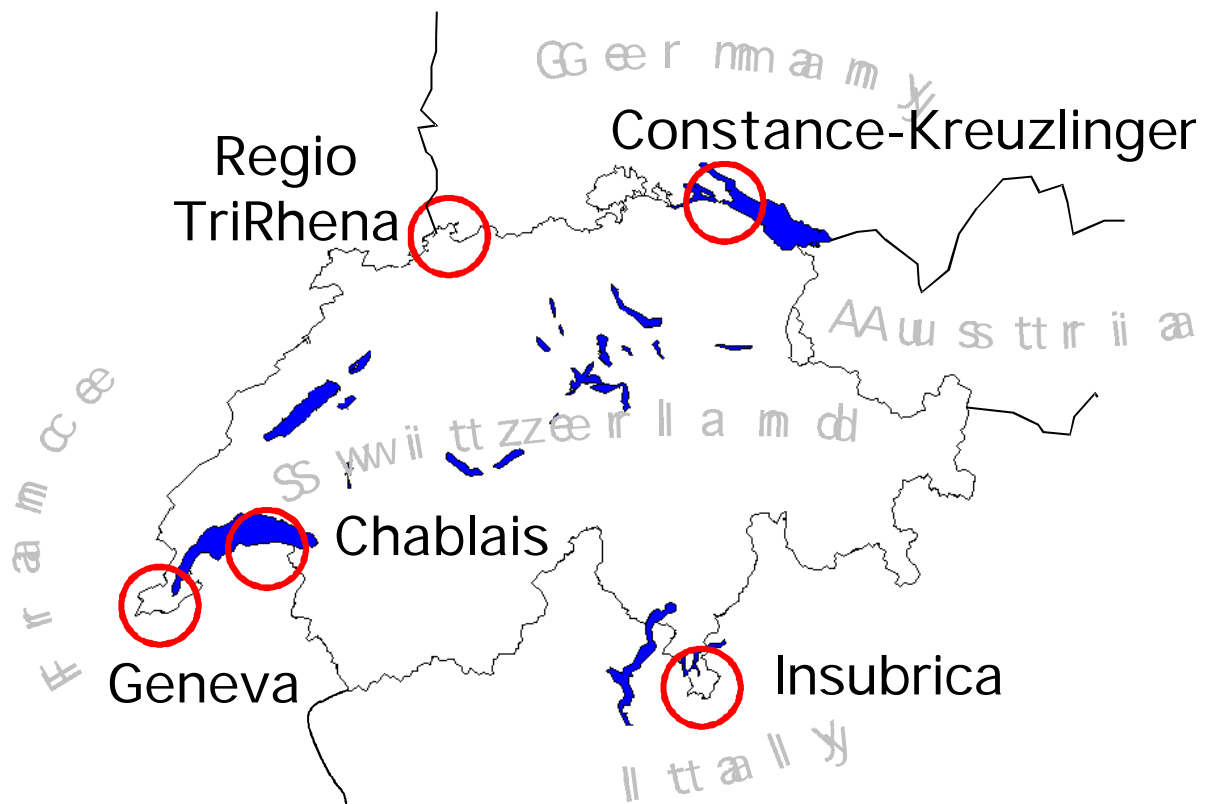 Germany
Constance-Kreuzlinger
Regio
TriRhena
Austria
France
Switzerland
Chablais
Geneva
Insubrica
Italy